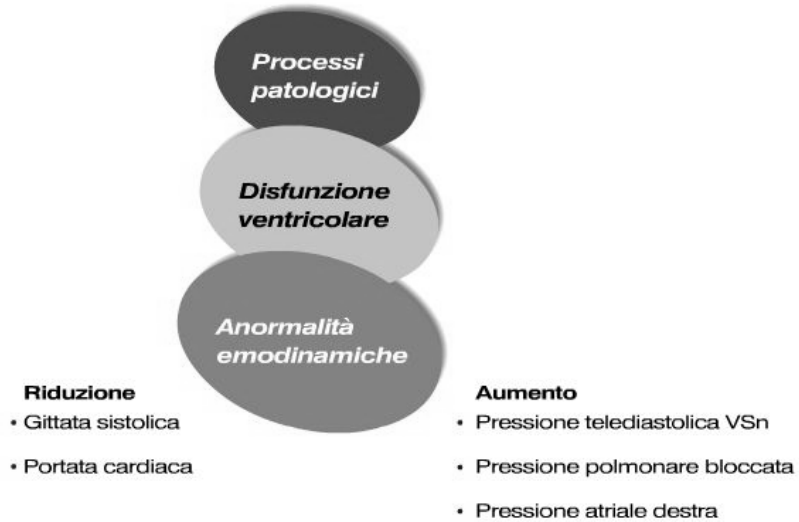 Processi
patologici
Disfunzione
ventricolare
Anormalità
emodinamiche
Riduzione
• Gittata sistolica
• Portata cardiaca
Aumento
• Pressione telediastolica VSn
• Pressione polmonare bloccata
• Pressione atriale destra